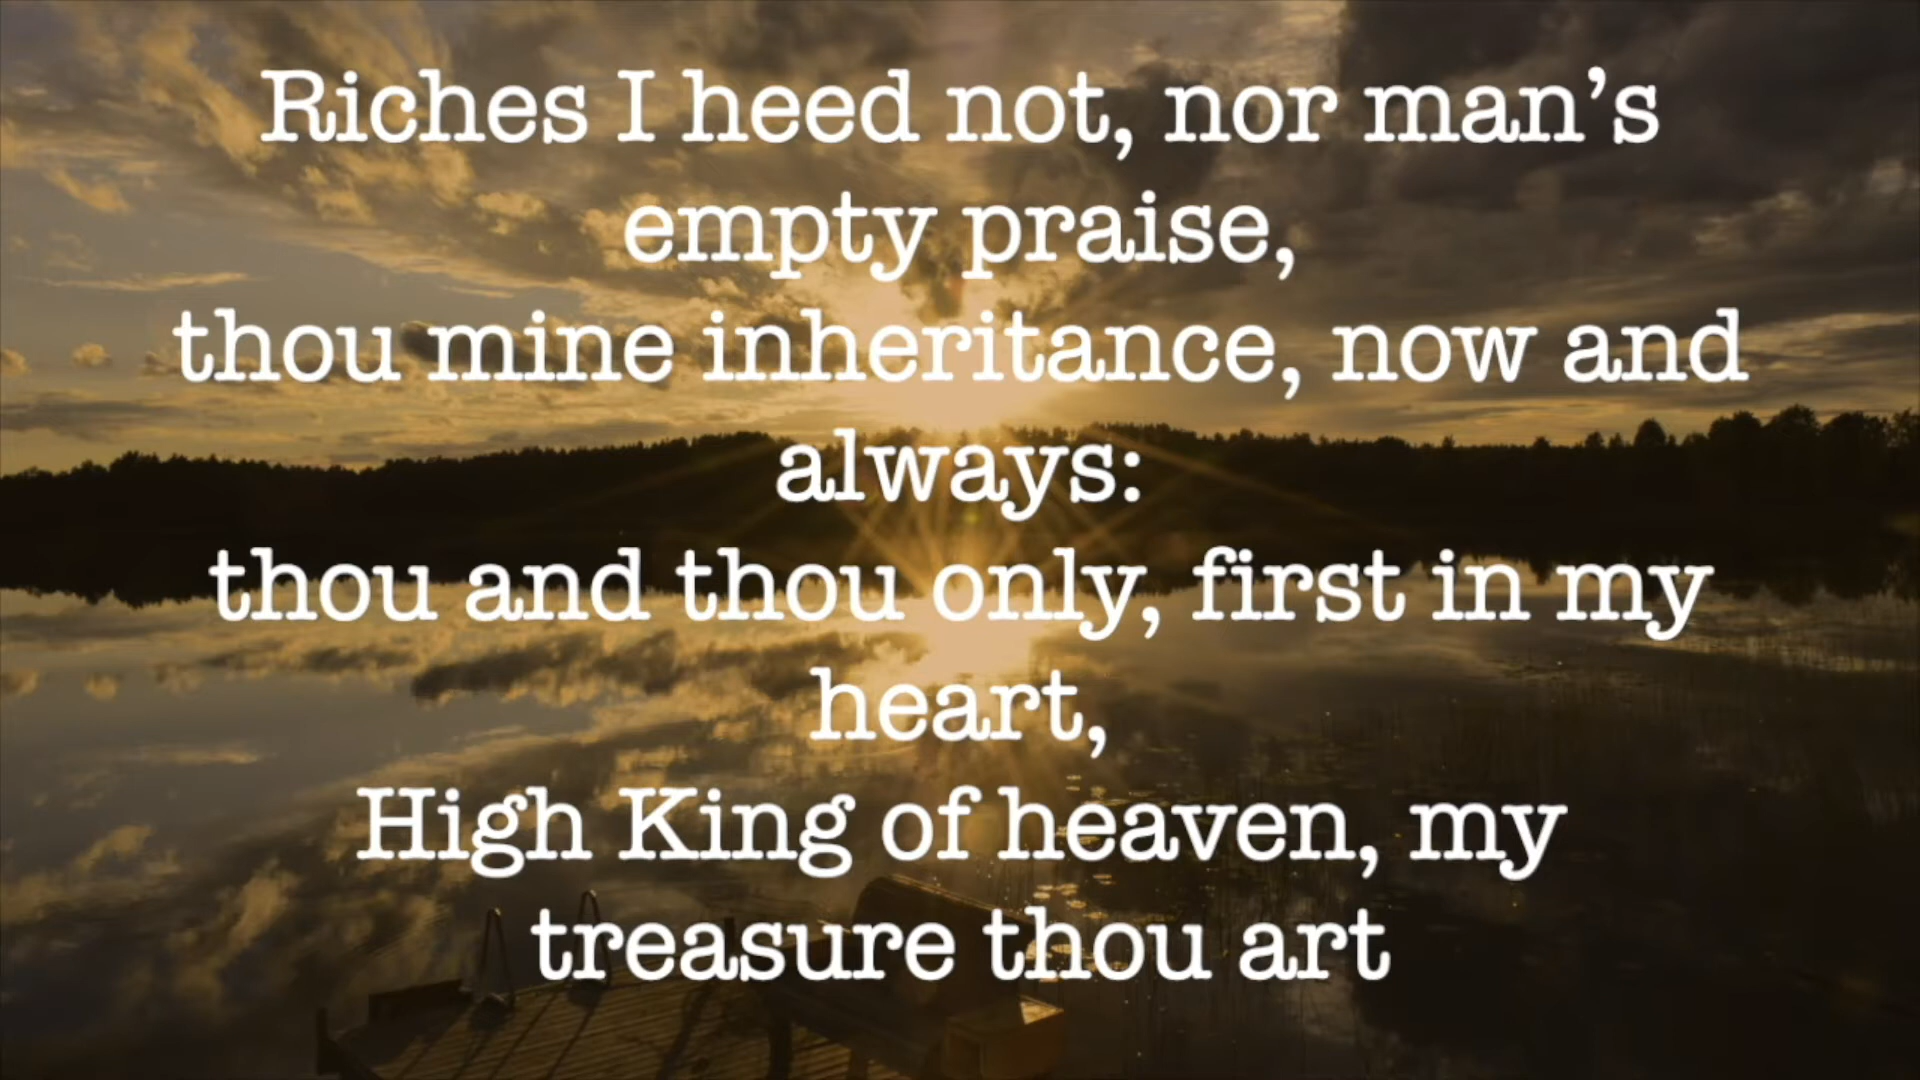 Riches I heed not, nor man’s
empty praise,
thou mine inheritance, now and
always:
thou and thou only, first in my
heart,
High King of heaven, my
treasure thou art